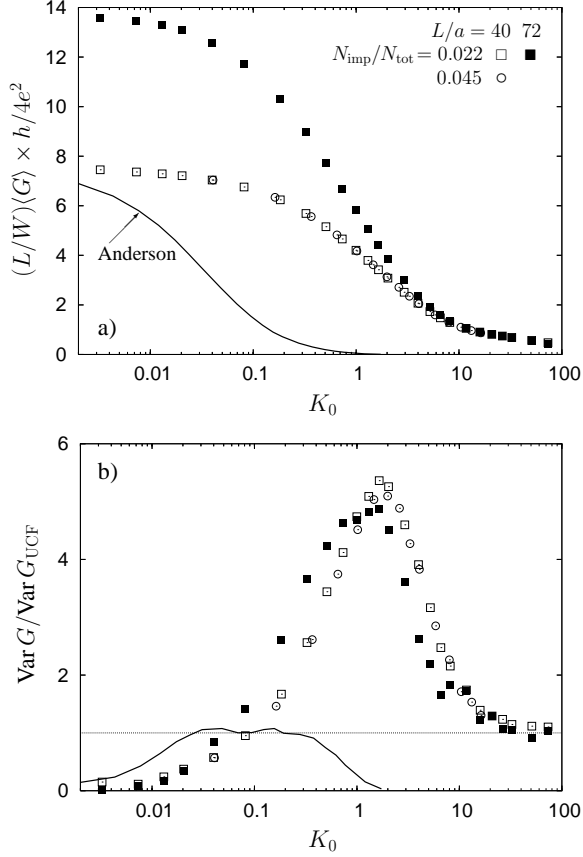 14
12
10
8
6
4
2
0
(L/W)⟨G⟩ × h/4e²
L/a = 40 72
N_imp/N_tot = 0.022
0.045
Anderson
a)
0.01 0.1 1 10 100
K₀
6
4
2
0
Var G/Var G_UCF
b)
0.01 0.1 1 10 100
K₀